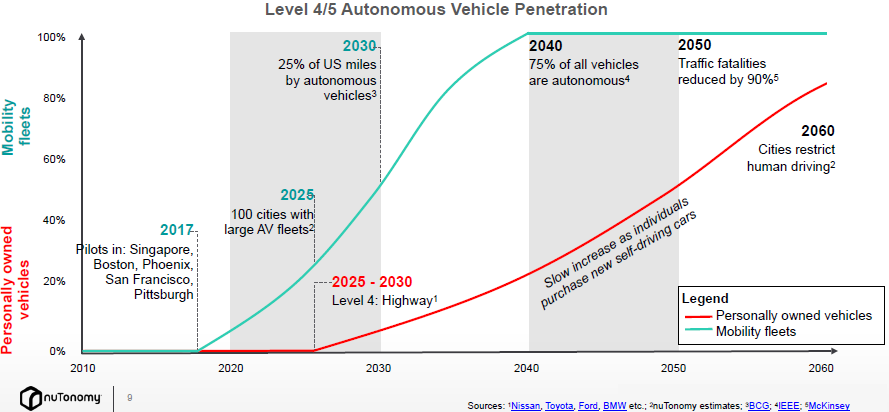 Level 4/5 Autonomous Vehicle Penetration
100%
80%
60%
40%
20%
0%
Mobility
fleets
Personally owned
vehicles
2017
Pilots in: Singapore,
Boston, Phoenix,
San Francisco,
Pittsburgh
2025
100 cities with
large AV fleets²
2030
25% of US miles
by autonomous
vehicles³
2025 - 2030
Level 4: Highway¹
2040
75% of all vehicles
are autonomous⁴
2050
Traffic fatalities
reduced by 90%⁵
2060
Cities restrict
human driving²
Slow increase as individuals
purchase new self-driving cars
Legend
Personally owned vehicles
Mobility fleets
2010
2020
2030
2040
2050
2060
nuTonomy
9
Sources: ¹Nissan, Toyota, Ford, BMW etc.; ²nuTonomy estimates; ³BCG; ⁴IEEE; ⁵McKinsey